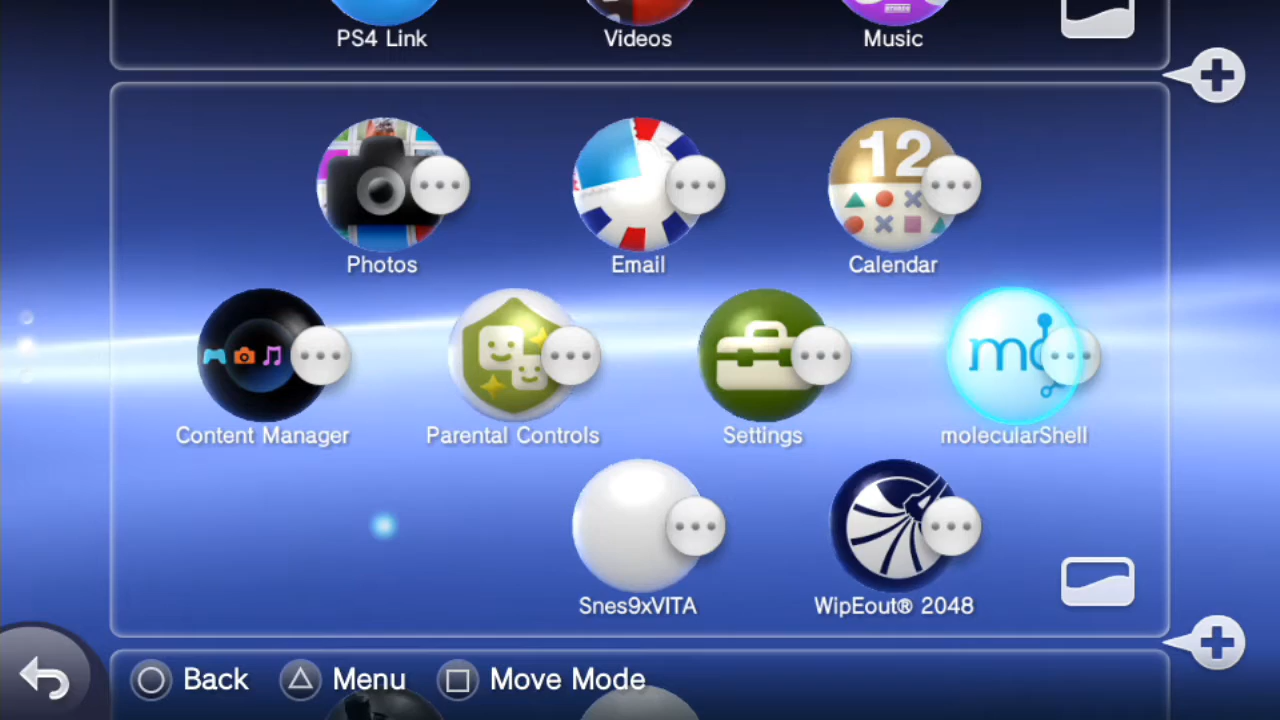 PS4 Link
Videos
Music
Photos
Email
12
Calendar
Content Manager
Parental Controls
Settings
molecularShell
Snes9xVITA
WipEout® 2048
Back
Menu
Move Mode